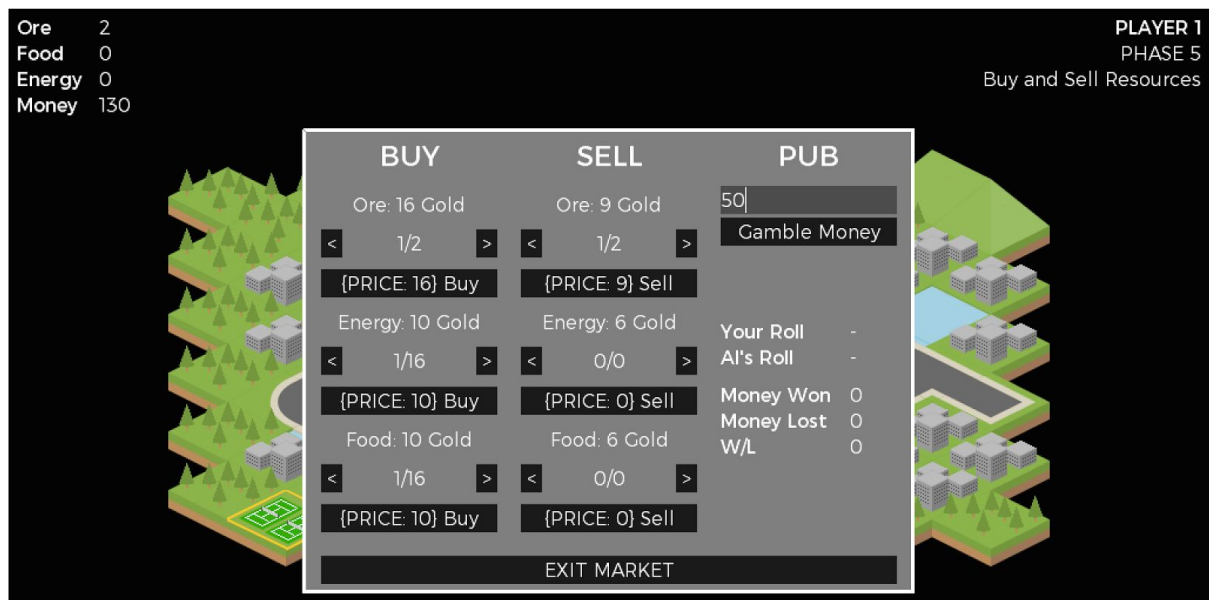 Ore 2
Food 0
Energy 0
Money 130
PLAYER 1
PHASE 5
Buy and Sell Resources
BUY
Ore: 16 Gold
< 1/2 >
{PRICE: 16} Buy
Energy: 10 Gold
< 1/16 >
{PRICE: 10} Buy
Food: 10 Gold
< 1/16 >
{PRICE: 10} Buy
SELL
Ore: 9 Gold
< 1/2 >
{PRICE: 9} Sell
Energy: 6 Gold
< 0/0 >
{PRICE: 0} Sell
Food: 6 Gold
< 0/0 >
{PRICE: 0} Sell
PUB
50
Gamble Money
Your Roll -
AI's Roll -
Money Won 0
Money Lost 0
W/L 0
EXIT MARKET